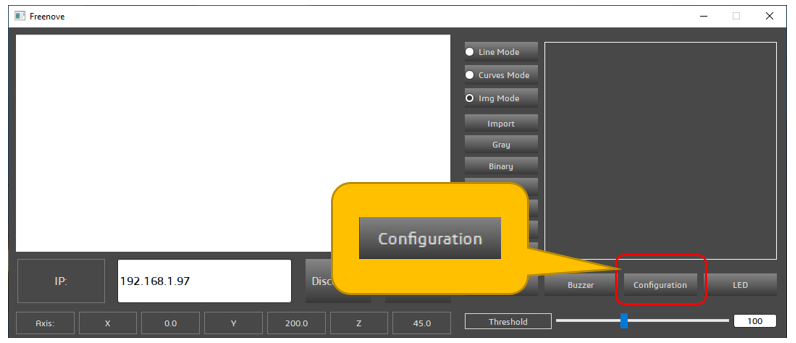 Freenove
Line Mode
Curves Mode
Img Mode
Import
Gray
Binary
Configuration
IP:
192.168.1.97
Buzzer
Configuration
LED
Axis:
X
0.0
Y
200.0
Z
45.0
Threshold
100